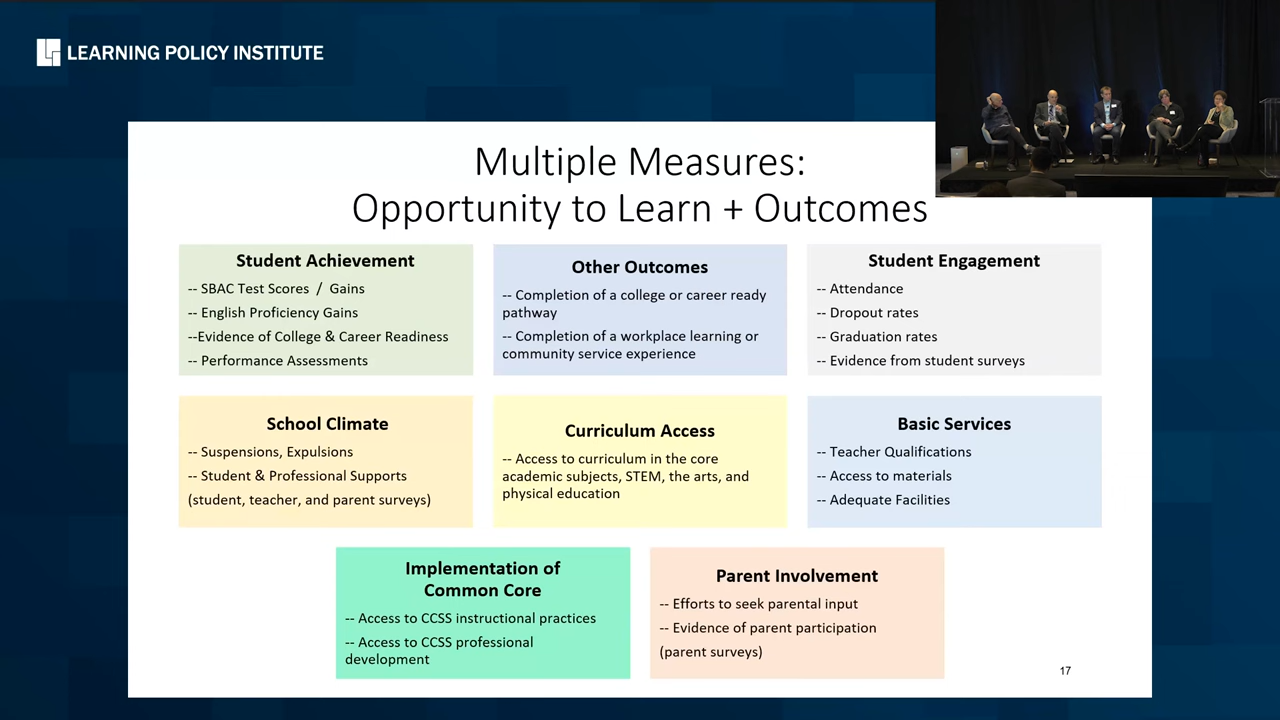 LEARNING POLICY INSTITUTE
Multiple Measures:
Opportunity to Learn + Outcomes
Student Achievement
-- SBAC Test Scores / Gains
-- English Proficiency Gains
--Evidence of College & Career Readiness
-- Performance Assessments
Other Outcomes
-- Completion of a college or career ready
pathway
-- Completion of a workplace learning or
community service experience
Student Engagement
-- Attendance
-- Dropout rates
-- Graduation rates
-- Evidence from student surveys
School Climate
-- Suspensions, Expulsions
-- Student & Professional Supports
(student, teacher, and parent surveys)
Curriculum Access
-- Access to curriculum in the core
academic subjects, STEM, the arts, and
physical education
Basic Services
-- Teacher Qualifications
-- Access to materials
-- Adequate Facilities
Implementation of
Common Core
-- Access to CCSS instructional practices
-- Access to CCSS professional
development
Parent Involvement
-- Efforts to seek parental input
-- Evidence of parent participation
(parent surveys)
17